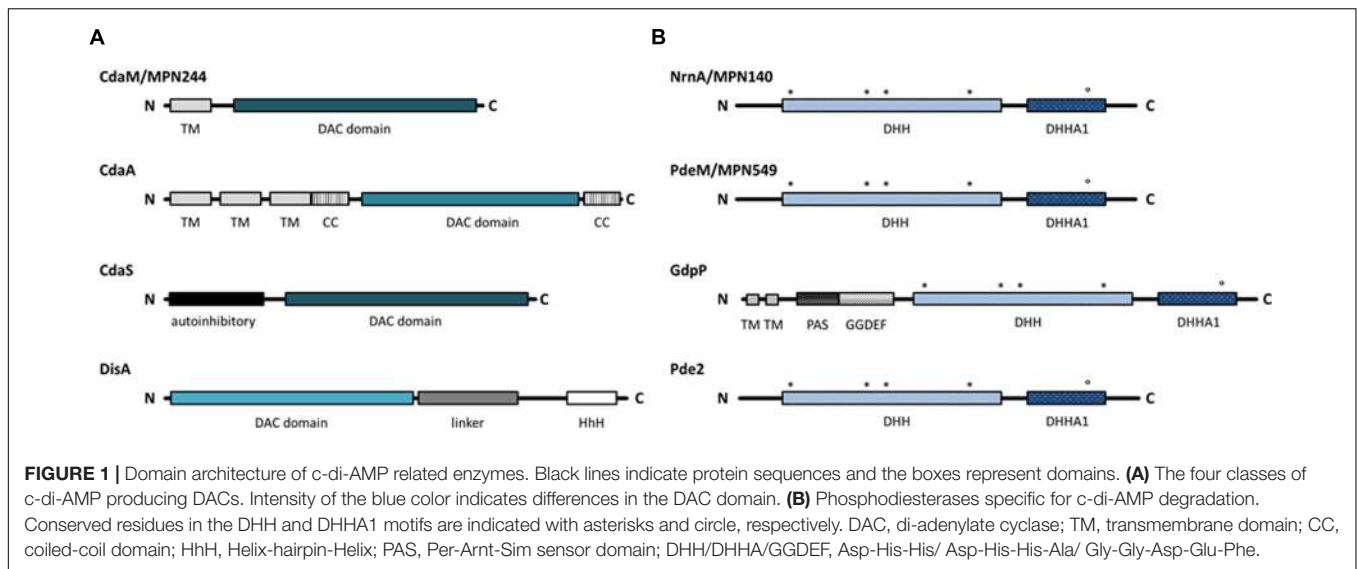 A
CdaM/MPN244
N C
TM DAC domain
CdaA
N C
TM TM TM CC DAC domain CC
CdaS
N C
autoinhibitory DAC domain
DisA
N C
DAC domain linker HhH
B
NrnA/MPN140
* * * * °
N C
DHH DHHA1
PdeM/MPN549
* * * * °
N C
DHH DHHA1
GdpP
* * * * °
N C
TM TM PAS GGDEF DHH DHHA1
Pde2
* * * * °
N C
DHH DHHA1
FIGURE 1 | Domain architecture of c-di-AMP related enzymes. Black lines indicate protein sequences and the boxes represent domains. (A) The four classes of
c-di-AMP producing DACs. Intensity of the blue color indicates differences in the DAC domain. (B) Phosphodiesterases specific for c-di-AMP degradation.
Conserved residues in the DHH and DHHA1 motifs are indicated with asterisks and circle, respectively. DAC, di-adenylate cyclase; TM, transmembrane domain; CC,
coiled-coil domain; HhH, Helix-hairpin-Helix; PAS, Per-Arnt-Sim sensor domain; DHH/DHHA/GGDEF, Asp-His-His/ Asp-His-His-Ala/ Gly-Gly-Asp-Glu-Phe.